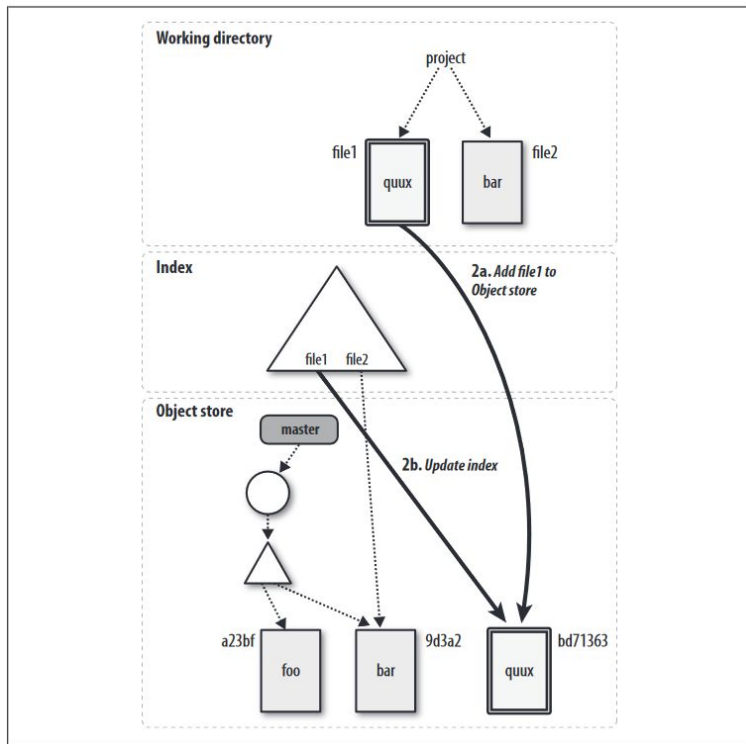 Working directory
project
file1
file2
quux
bar
2a. Add file1 to
Object store
Index
file1 file2
Object store
master
2b. Update index
a23bf
foo
bar
9d3a2
quux
bd71363